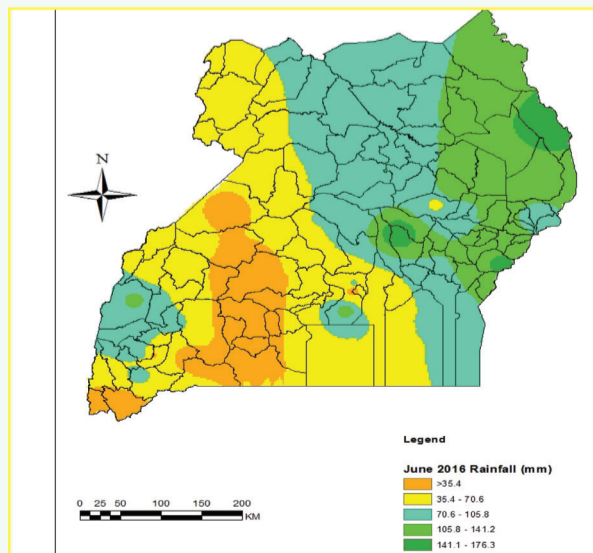 N
Legend
June 2016 Rainfall (mm)
>35.4
35.4 - 70.6
70.6 - 105.8
105.8 - 141.2
141.1 - 176.3
0 25 50 100 150 200
KM